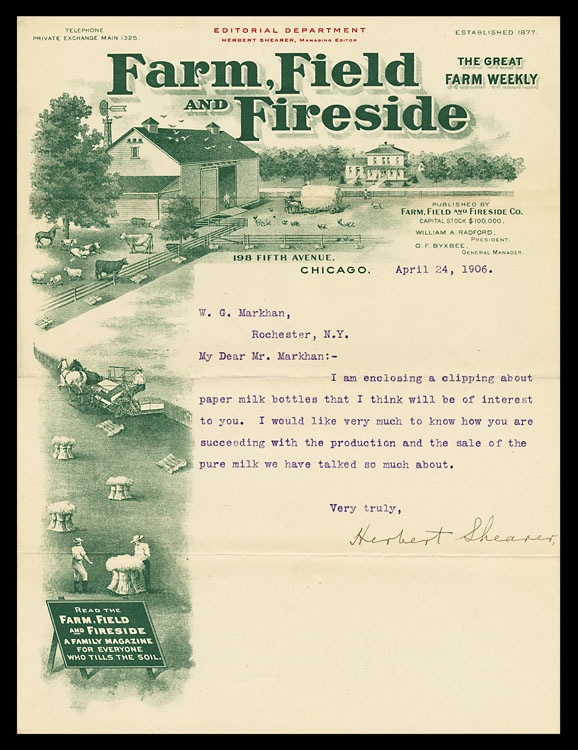 TELEPHONE
PRIVATE EXCHANGE MAIN 1325.
EDITORIAL DEPARTMENT
HERBERT SHEARER, MANAGING EDITOR
ESTABLISHED 1877.
Farm, Field
AND Fireside
THE GREAT
FARM WEEKLY
PUBLISHED BY
FARM, FIELD AND FIRESIDE CO.
CAPITAL STOCK $100,000.
WILLIAM A. RADFORD,
PRESIDENT.
O. F. BYXBEE,
GENERAL MANAGER.
198 FIFTH AVENUE,
CHICAGO. April 24, 1906.
W. G. Markhan,
Rochester, N.Y.
My Dear Mr. Markhan:-
I am enclosing a clipping about
paper milk bottles that I think will be of interest
to you. I would like very much to know how you are
succeeding with the production and the sale of the
pure milk we have talked so much about.
Very truly,
Herbert Shearer,
READ THE
FARM, FIELD
AND FIRESIDE
A FAMILY MAGAZINE
FOR EVERYONE
WHO TILLS THE SOIL.